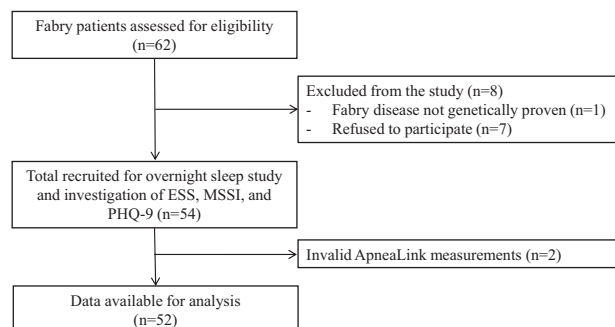 Fabry patients assessed for eligibility
(n=62)
Excluded from the study (n=8)
- Fabry disease not genetically proven (n=1)
- Refused to participate (n=7)
Total recruited for overnight sleep study
and investigation of ESS, MSSI, and
PHQ-9 (n=54)
Invalid ApneaLink measurements (n=2)
Data available for analysis
(n=52)